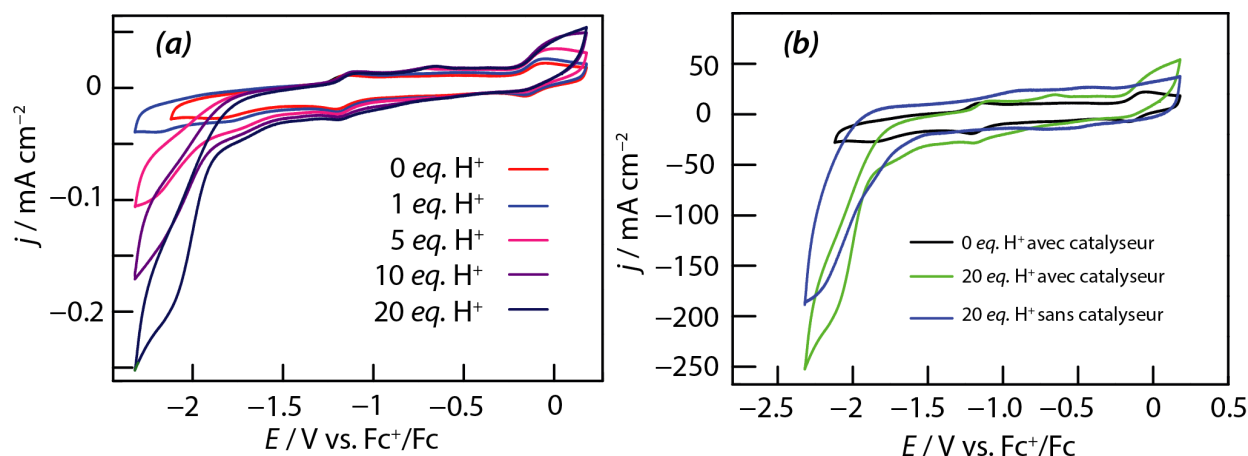 (a)
0
−0.1
−0.2
j / mA cm⁻²
0 eq. H⁺
1 eq. H⁺
5 eq. H⁺
10 eq. H⁺
20 eq. H⁺
−2
−1.5
−1
−0.5
0
E / V vs. Fc⁺/Fc
(b)
50
0
−50
−100
−150
−200
−250
j / mA cm⁻²
0 eq. H⁺ avec catalyseur
20 eq. H⁺ avec catalyseur
20 eq. H⁺ sans catalyseur
−2.5
−2
−1.5
−1.0
−0.5
0
0.5
E / V vs. Fc⁺/Fc